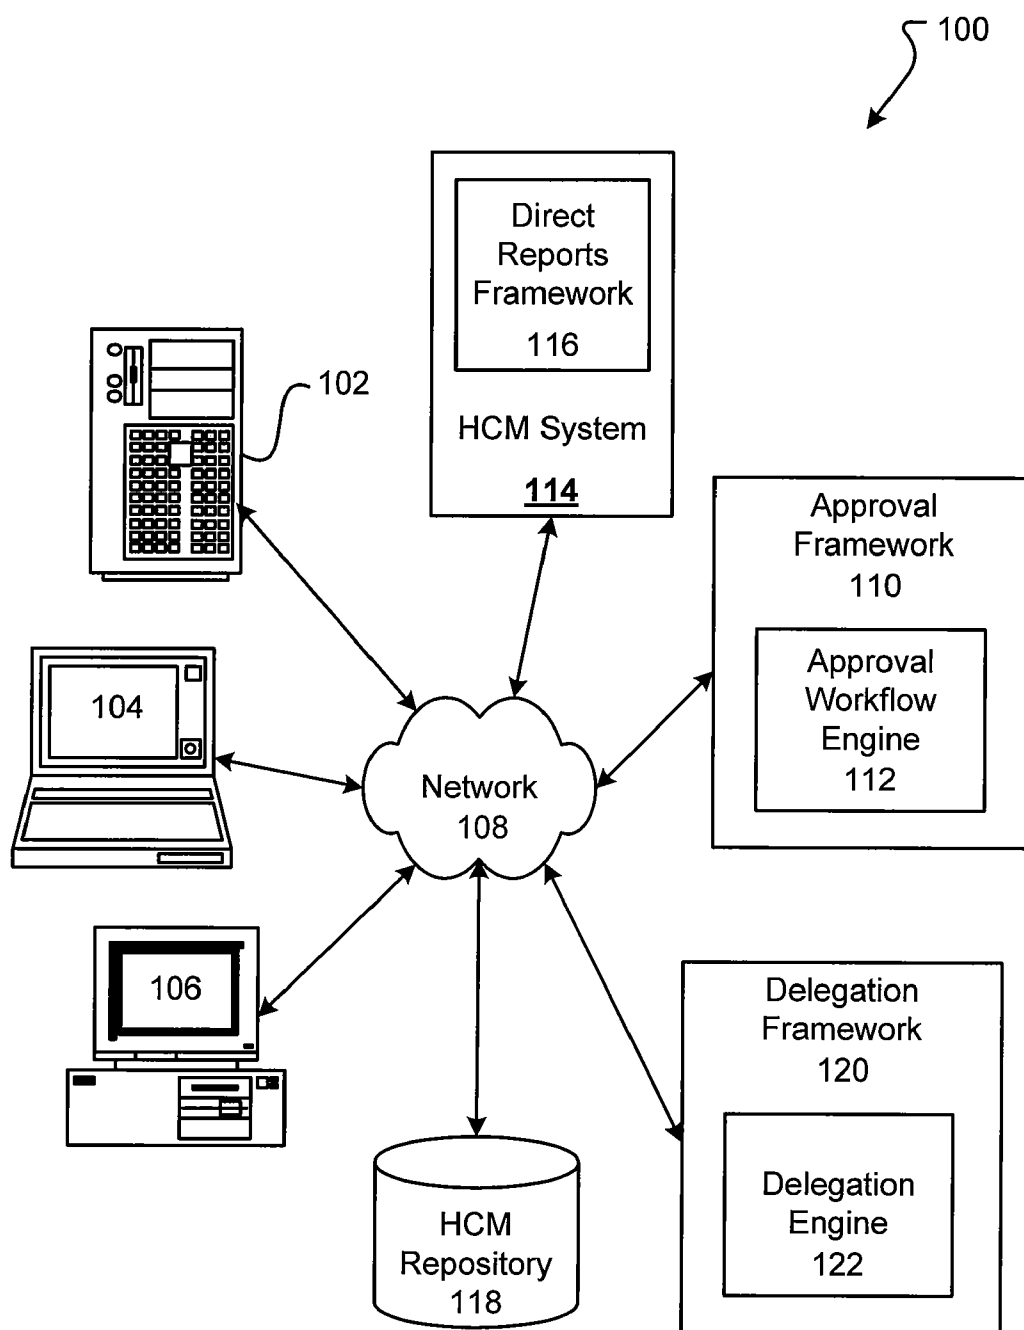 100
Direct
Reports
Framework
116
HCM System
114
102
Approval
Framework
110
Approval
Workflow
Engine
112
104
Network
108
106
Delegation
Framework
120
Delegation
Engine
122
HCM
Repository
118